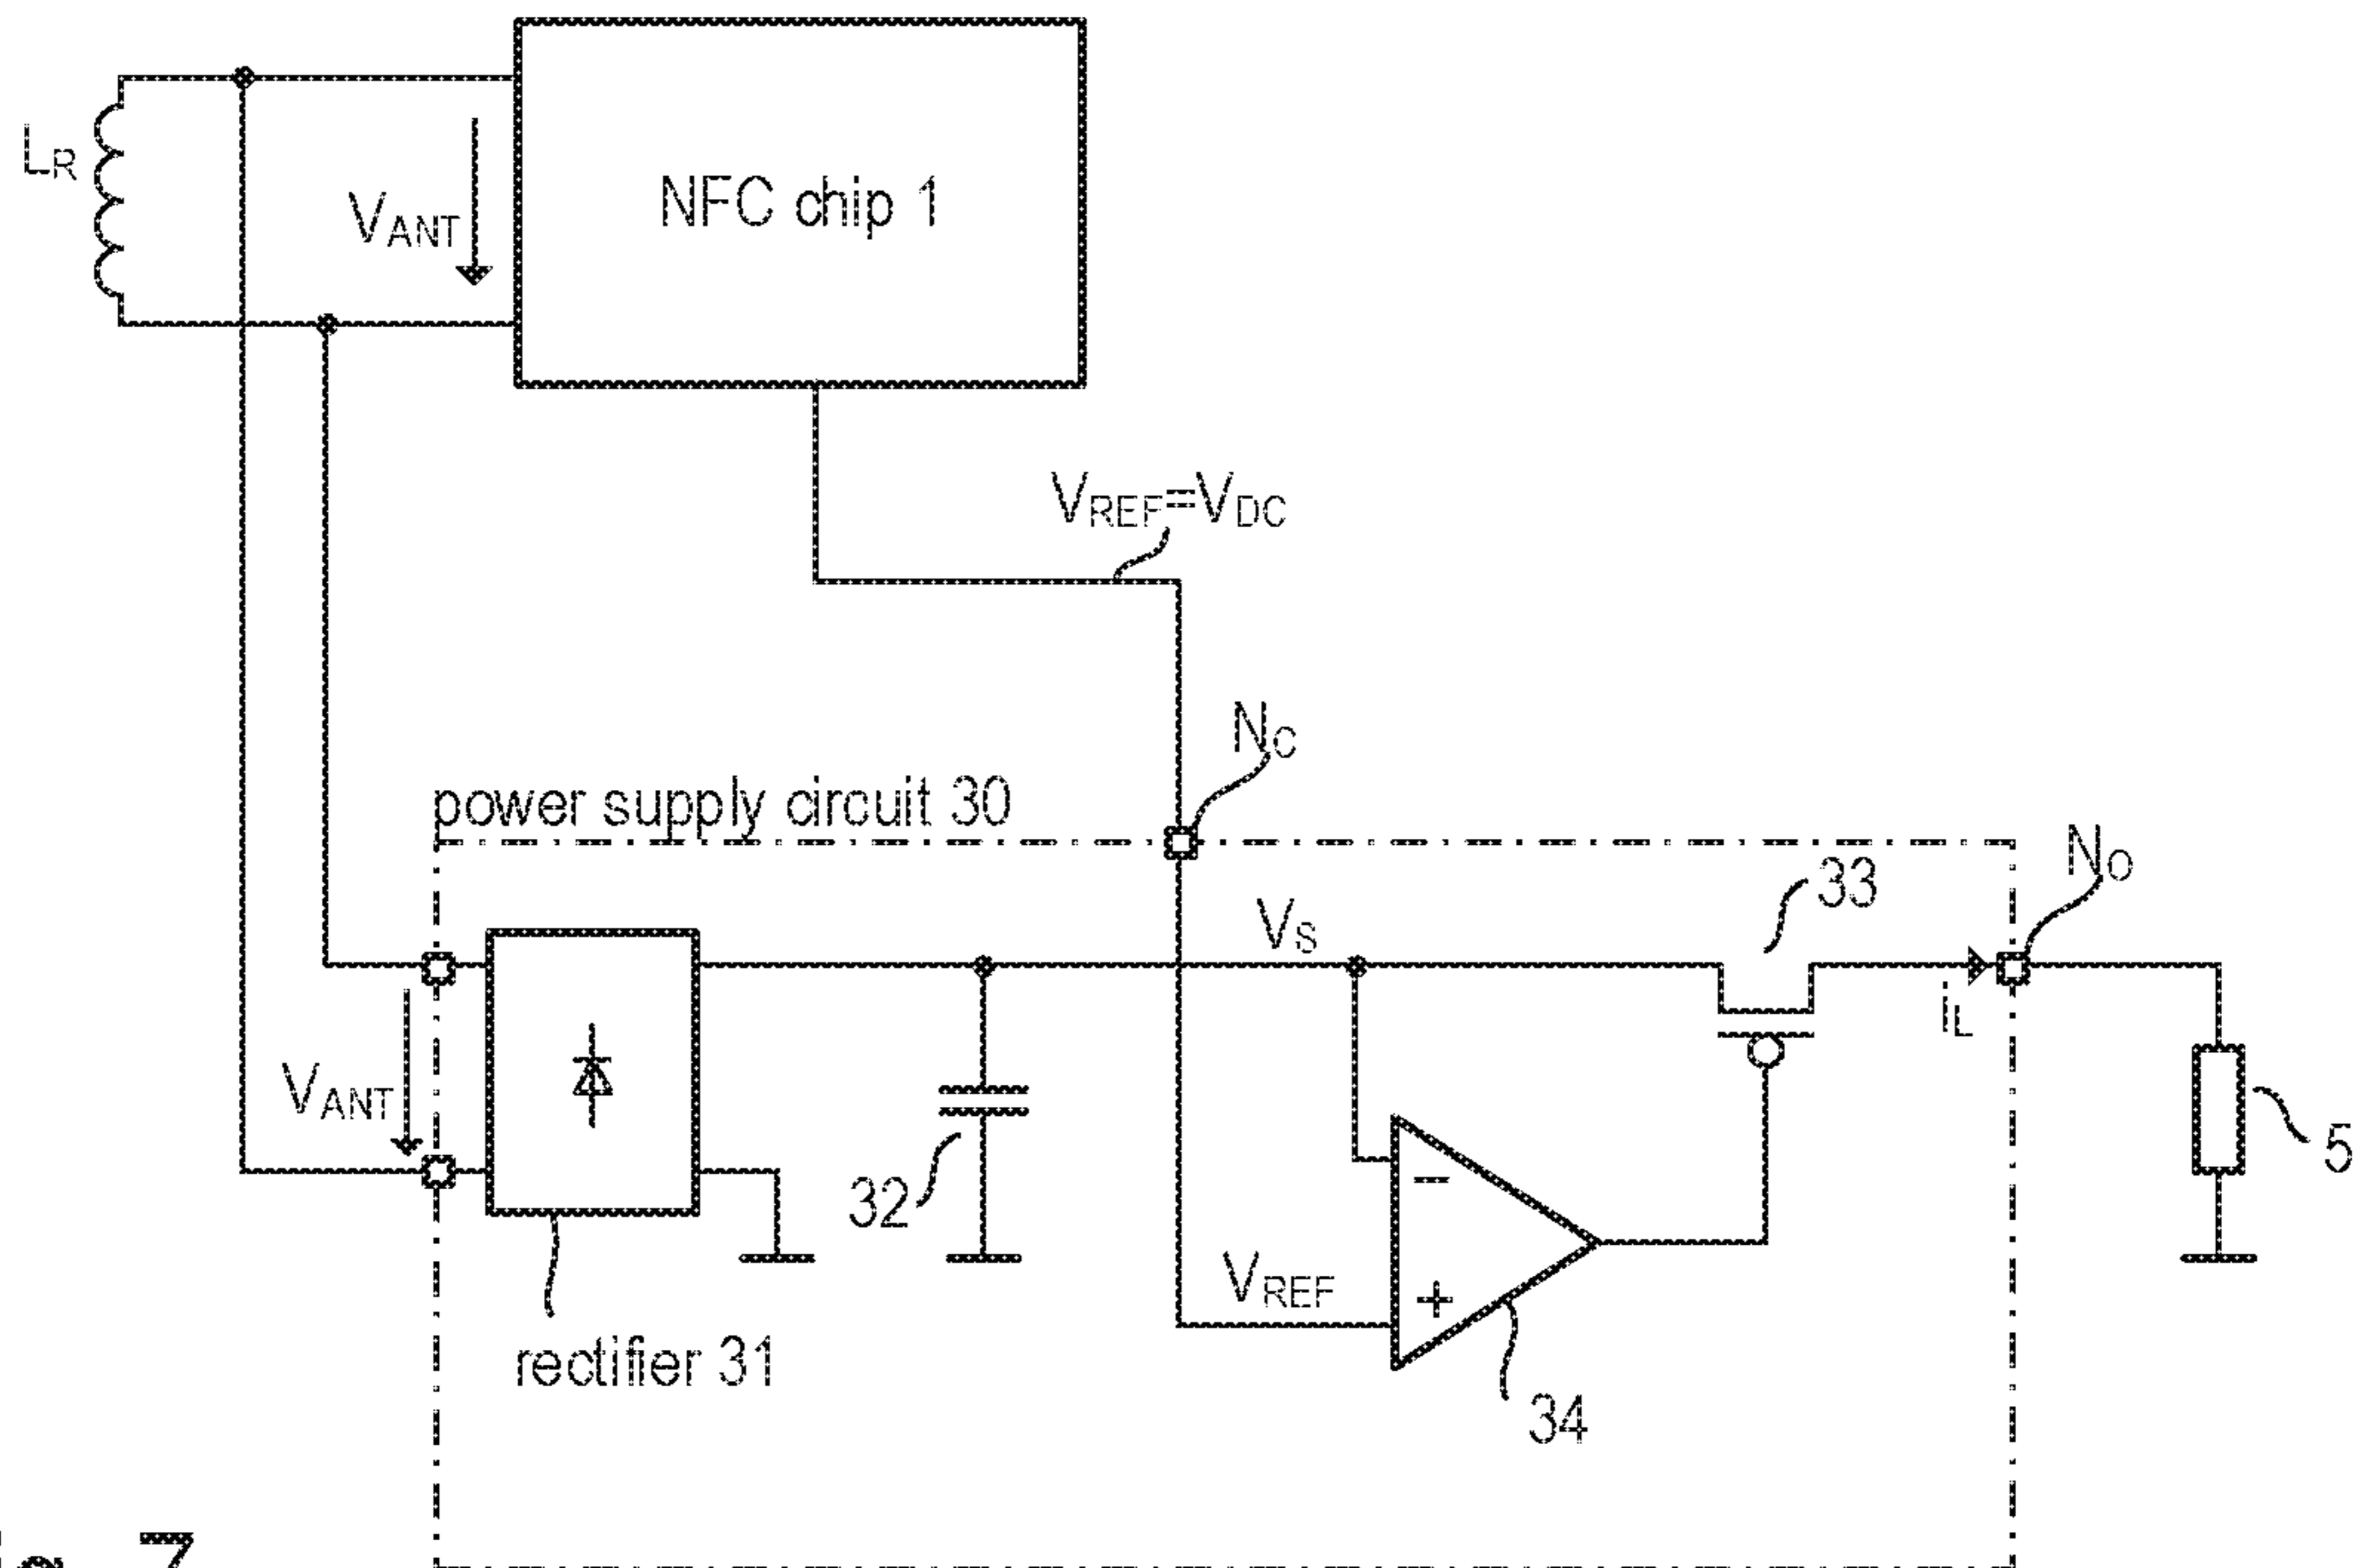 LR
VANT
NFC chip 1
VREF=VDC
NC
power supply circuit 30
NO
33
VS
iL
VANT
32
5
VREF
−
+
rectifier 31
34
7